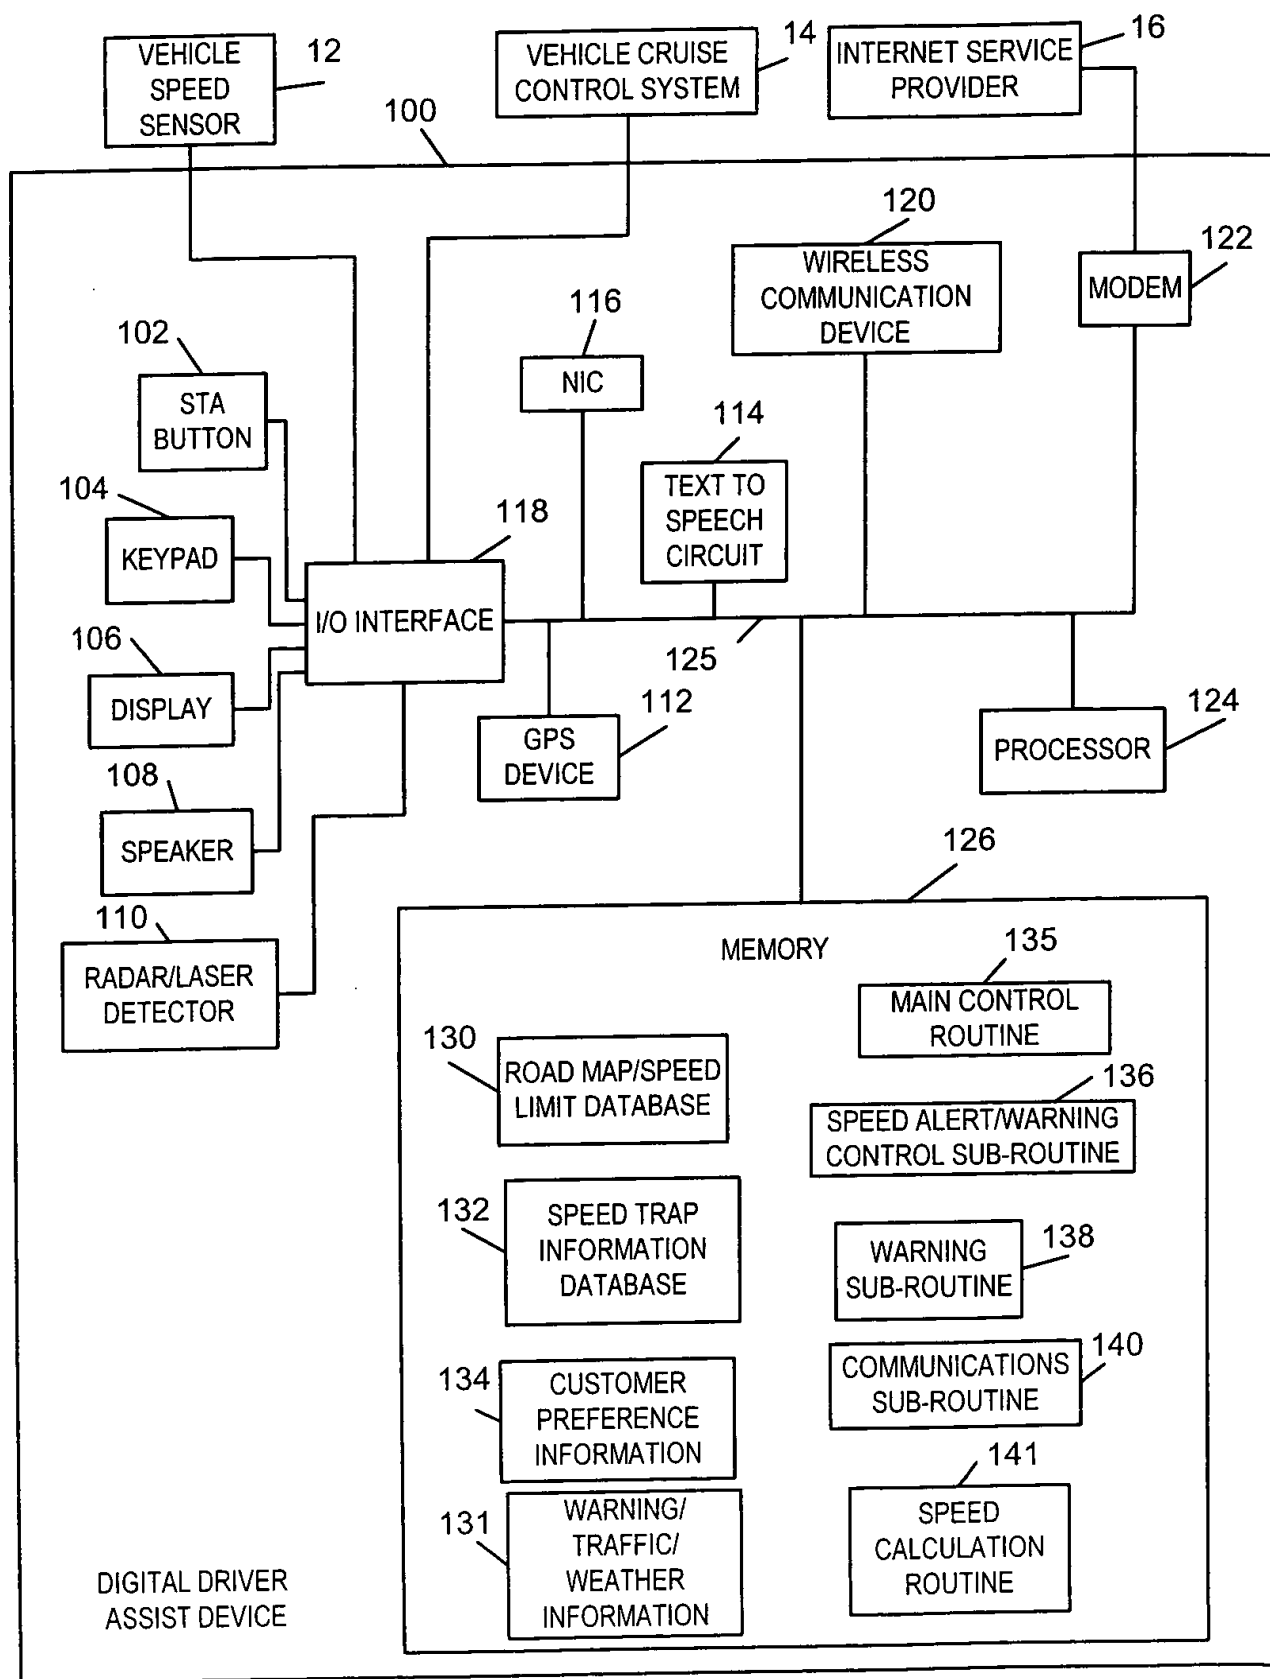 VEHICLE
SPEED
SENSOR
12
VEHICLE CRUISE
CONTROL SYSTEM
14
INTERNET SERVICE
PROVIDER
16
100
120
WIRELESS
COMMUNICATION
DEVICE
122
MODEM
116
NIC
102
STA
BUTTON
114
TEXT TO
SPEECH
CIRCUIT
104
KEYPAD
118
I/O INTERFACE
125
106
DISPLAY
112
GPS
DEVICE
124
PROCESSOR
108
SPEAKER
110
RADAR/LASER
DETECTOR
126
MEMORY
135
MAIN CONTROL
ROUTINE
130
ROAD MAP/SPEED
LIMIT DATABASE
136
SPEED ALERT/WARNING
CONTROL SUB-ROUTINE
132
SPEED TRAP
INFORMATION
DATABASE
138
WARNING
SUB-ROUTINE
134
CUSTOMER
PREFERENCE
INFORMATION
140
COMMUNICATIONS
SUB-ROUTINE
131
WARNING/
TRAFFIC/
WEATHER
INFORMATION
141
SPEED
CALCULATION
ROUTINE
DIGITAL DRIVER
ASSIST DEVICE